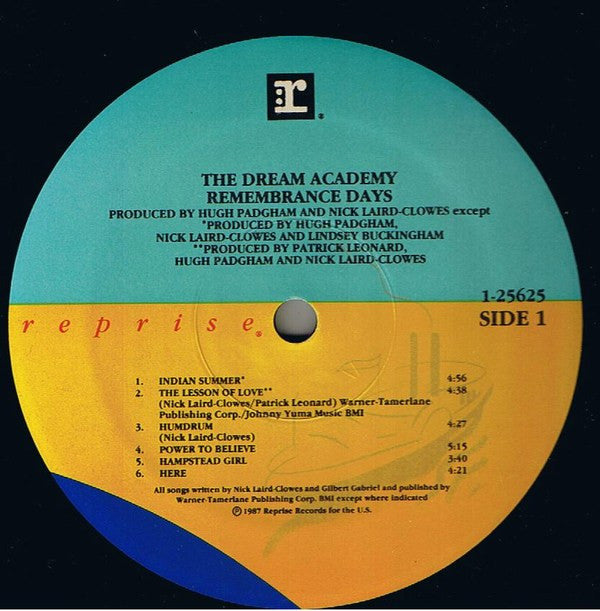 r®
THE DREAM ACADEMY
REMEMBRANCE DAYS
PRODUCED BY HUGH PADGHAM AND NICK LAIRD-CLOWES except
*PRODUCED BY HUGH PADGHAM,
NICK LAIRD-CLOWES AND LINDSEY BUCKINGHAM
**PRODUCED BY PATRICK LEONARD,
HUGH PADGHAM AND NICK LAIRD-CLOWES
1-25625
reprise® SIDE 1
1. INDIAN SUMMER* 4:56
2. THE LESSON OF LOVE** 4:38
(Nick Laird-Clowes/Patrick Leonard) Warner-Tamerlane
Publishing Corp./Johnny Yuma Music BMI
3. HUMDRUM 4:27
(Nick Laird-Clowes)
4. POWER TO BELIEVE 5:15
5. HAMPSTEAD GIRL 3:40
6. HERE 4:21
All songs written by Nick Laird-Clowes and Gilbert Gabriel and published by
Warner-Tamerlane Publishing Corp. BMI except where indicated
℗ 1987 Reprise Records for the U.S.